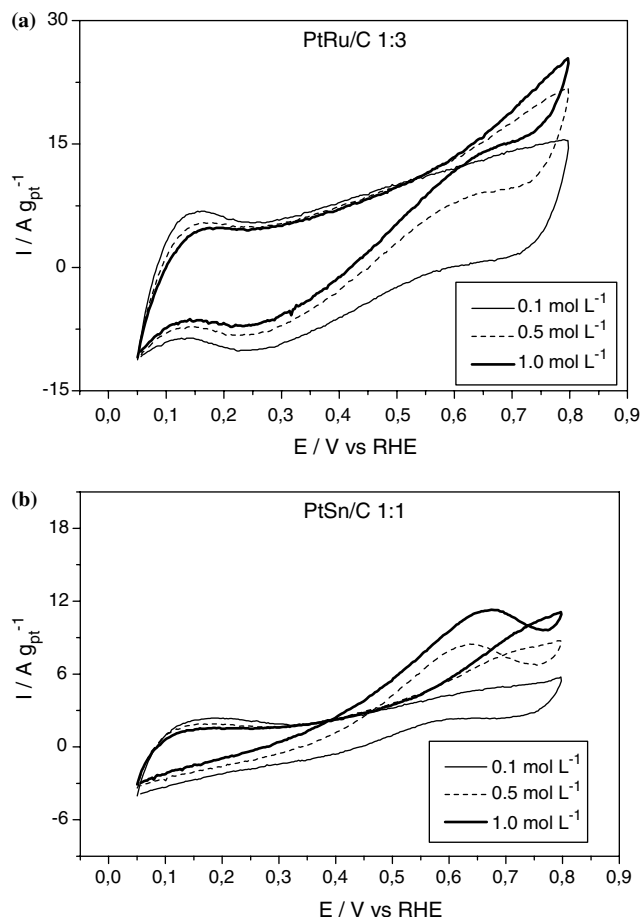 (a)
PtRu/C 1:3
30
15
0
-15
I / A g_pt^-1
0.1 mol L^-1
0.5 mol L^-1
1.0 mol L^-1
0,0 0,1 0,2 0,3 0,4 0,5 0,6 0,7 0,8 0,9
E / V vs RHE
(b)
PtSn/C 1:1
18
12
6
0
-6
I / A g_pt^-1
0.1 mol L^-1
0.5 mol L^-1
1.0 mol L^-1
0,0 0,1 0,2 0,3 0,4 0,5 0,6 0,7 0,8 0,9
E / V vs RHE